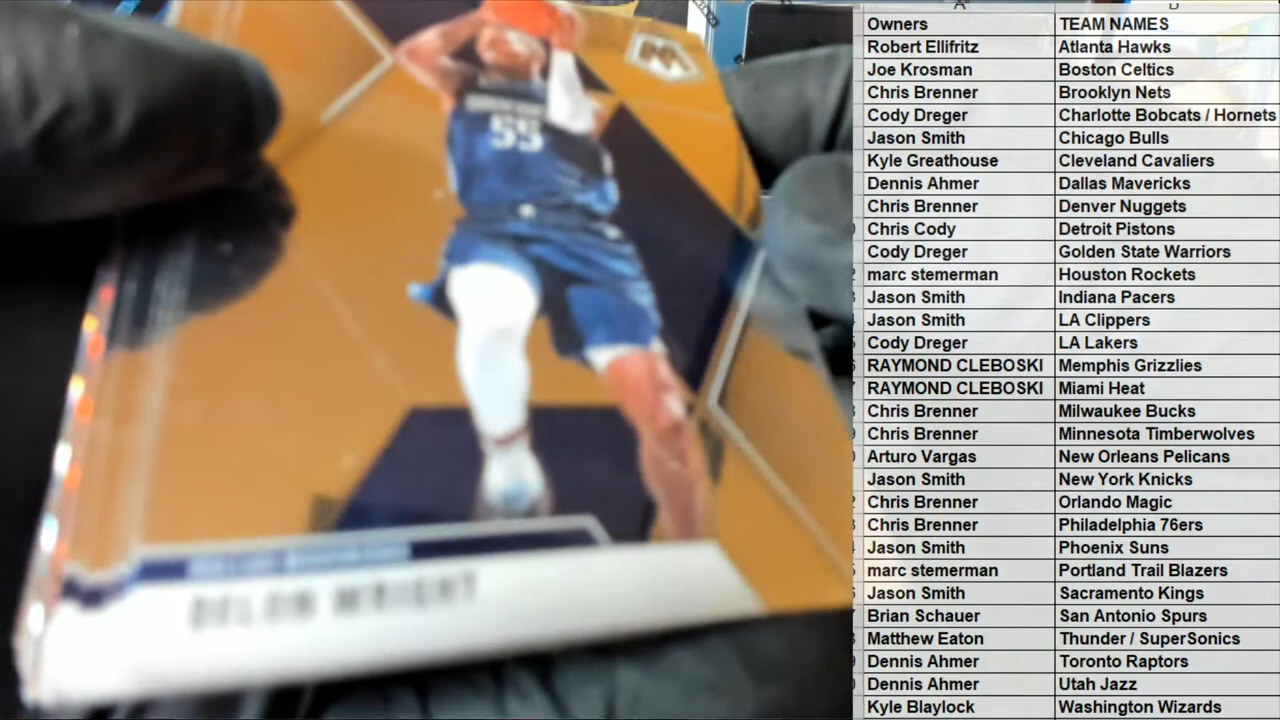 A B
Owners TEAM NAMES
Robert Ellifritz Atlanta Hawks
Joe Krosman Boston Celtics
Chris Brenner Brooklyn Nets
Cody Dreger Charlotte Bobcats / Hornets
Jason Smith Chicago Bulls
Kyle Greathouse Cleveland Cavaliers
Dennis Ahmer Dallas Mavericks
Chris Brenner Denver Nuggets
Chris Cody Detroit Pistons
Cody Dreger Golden State Warriors
marc stemerman Houston Rockets
Jason Smith Indiana Pacers
Jason Smith LA Clippers
Cody Dreger LA Lakers
RAYMOND CLEBOSKI Memphis Grizzlies
RAYMOND CLEBOSKI Miami Heat
Chris Brenner Milwaukee Bucks
Chris Brenner Minnesota Timberwolves
Arturo Vargas New Orleans Pelicans
Jason Smith New York Knicks
Chris Brenner Orlando Magic
Chris Brenner Philadelphia 76ers
Jason Smith Phoenix Suns
marc stemerman Portland Trail Blazers
Jason Smith Sacramento Kings
Brian Schauer San Antonio Spurs
Matthew Eaton Thunder / SuperSonics
Dennis Ahmer Toronto Raptors
Dennis Ahmer Utah Jazz
Kyle Blaylock Washington Wizards
55
DELON WRIGHT